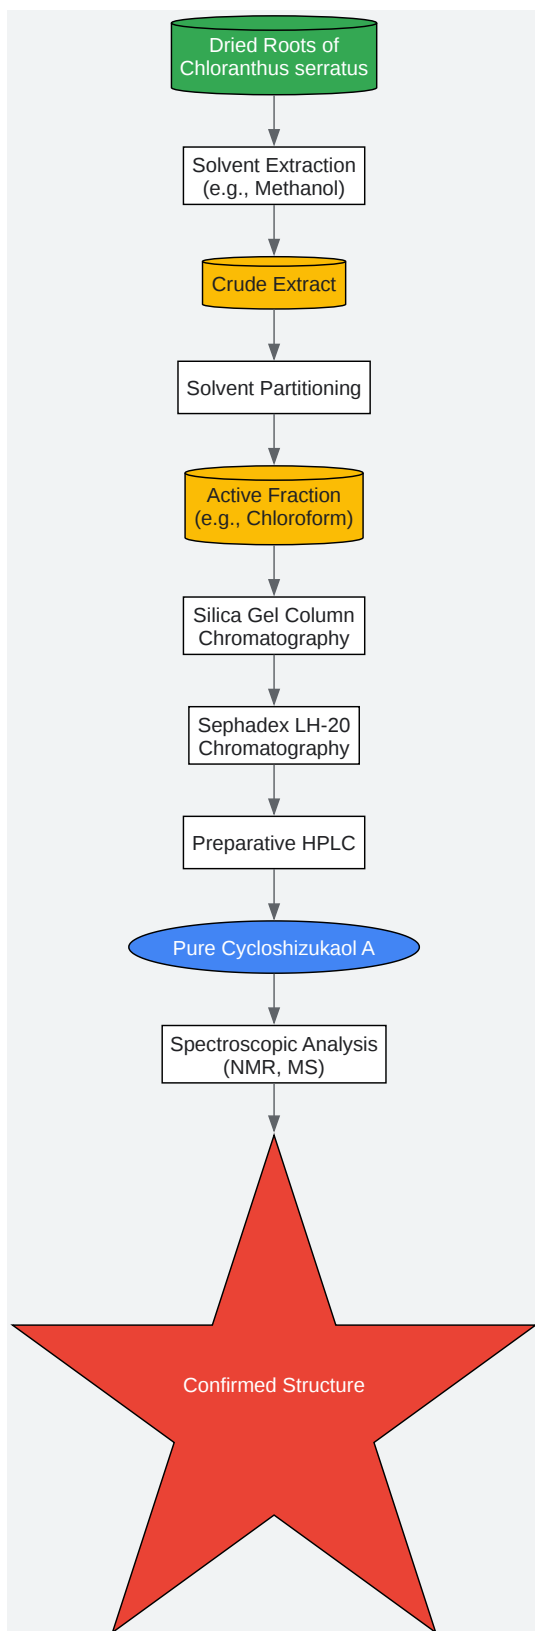 Dried Roots of
Chloranthus serratus
Solvent Extraction
(e.g., Methanol)
Crude Extract
Solvent Partitioning
Active Fraction
(e.g., Chloroform)
Silica Gel Column
Chromatography
Sephadex LH-20
Chromatography
Preparative HPLC
Pure Cycloshizukaol A
Spectroscopic Analysis
(NMR, MS)
Confirmed Structure